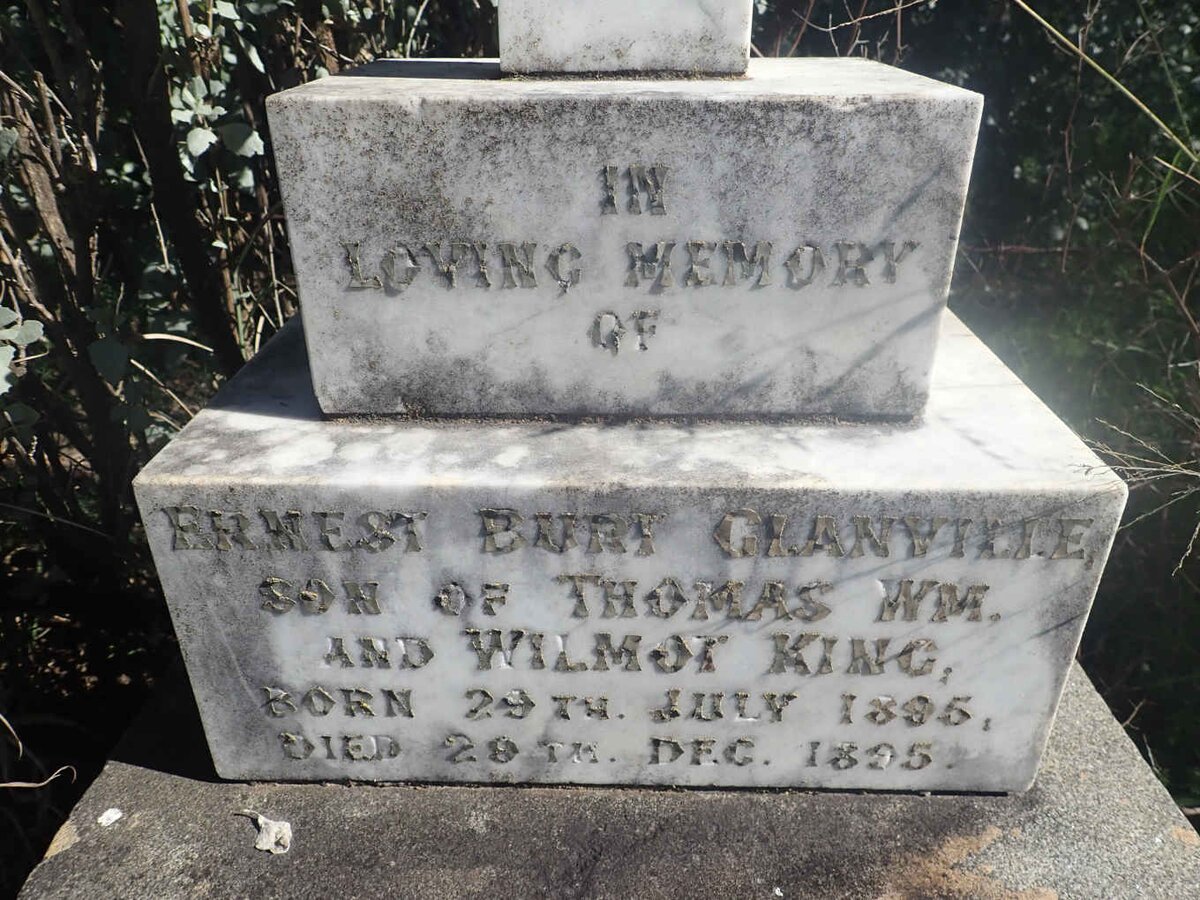 IN
LOVING MEMORY
OF
ERNEST BURT GLANVILLE,
SON OF THOMAS WM.
AND WILMOT KING,
BORN 29TH. JULY 1895,
DIED 29TH. DEC. 1895.